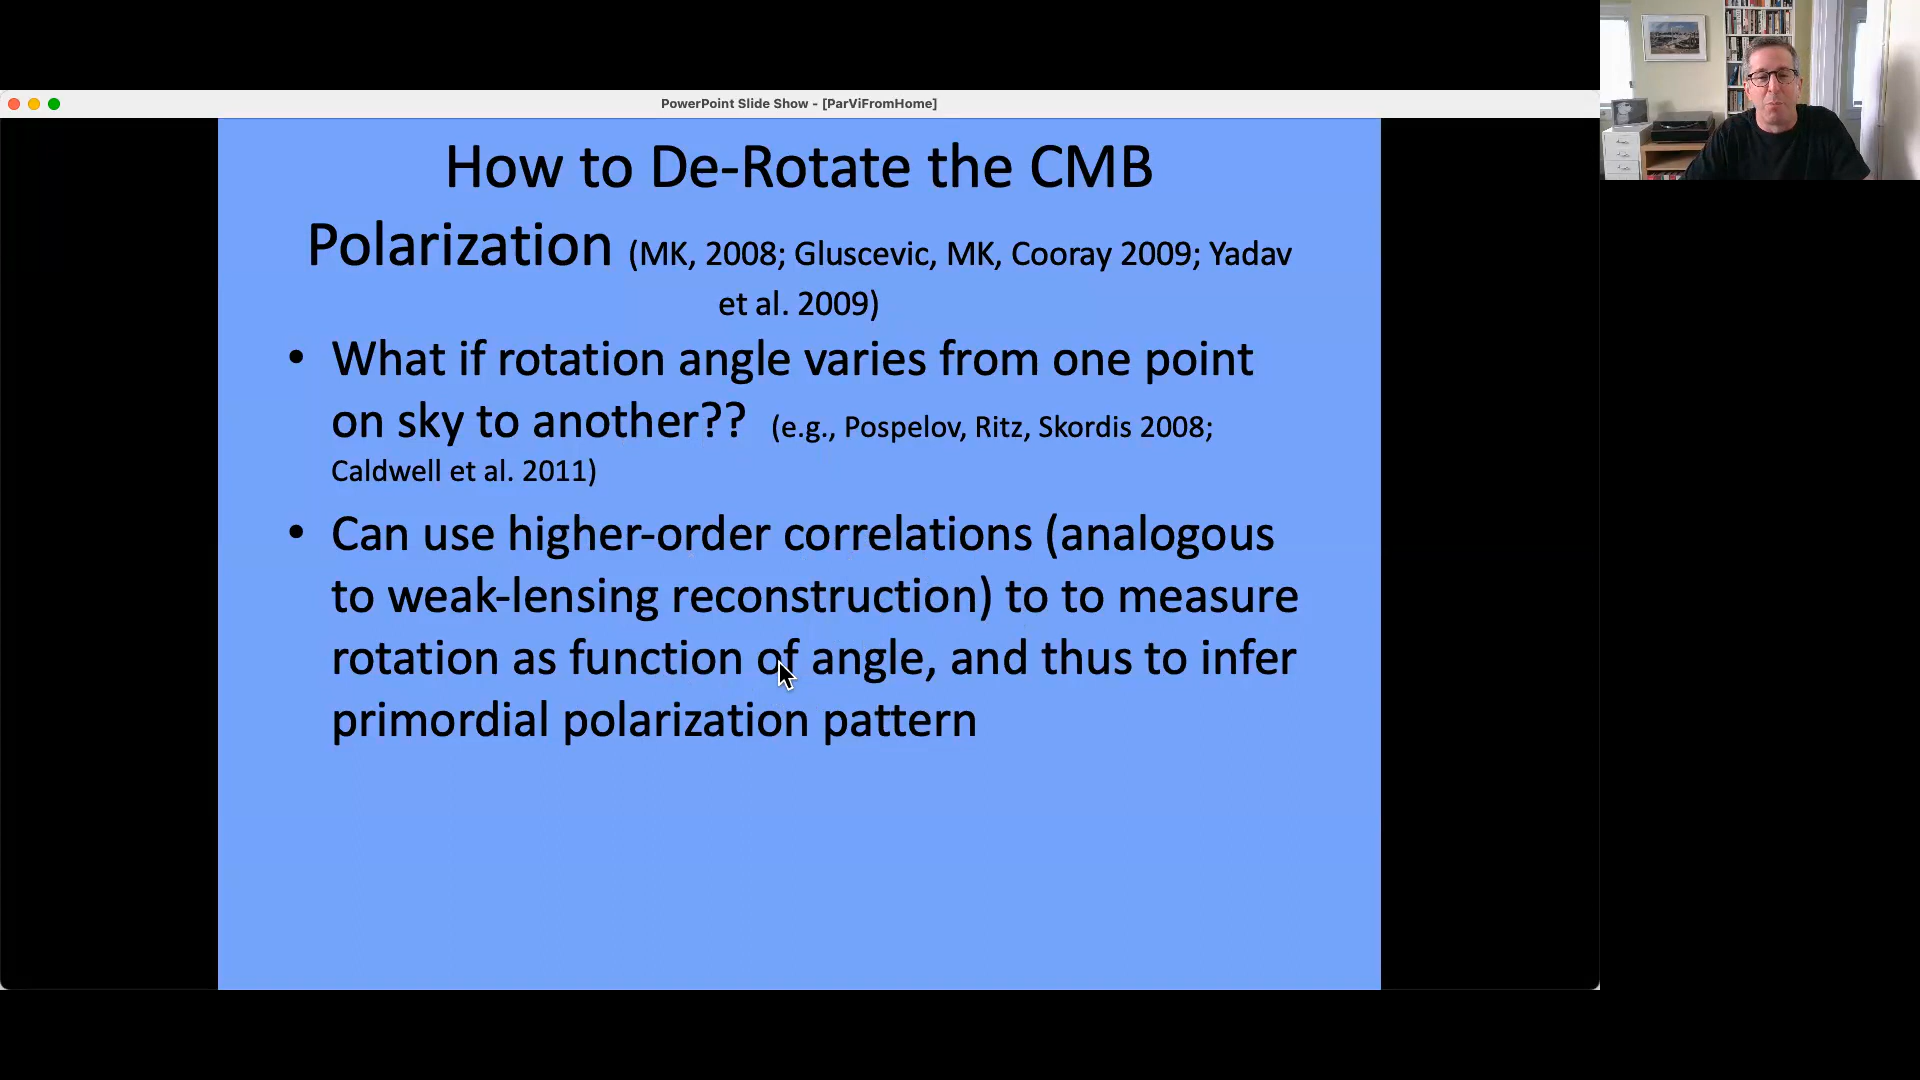 PowerPoint Slide Show - [ParViFromHome]
How to De-Rotate the CMB
Polarization (MK, 2008; Gluscevic, MK, Cooray 2009; Yadav
et al. 2009)
• What if rotation angle varies from one point
on sky to another?? (e.g., Pospelov, Ritz, Skordis 2008;
Caldwell et al. 2011)
• Can use higher-order correlations (analogous
to weak-lensing reconstruction) to to measure
rotation as function of angle, and thus to infer
primordial polarization pattern